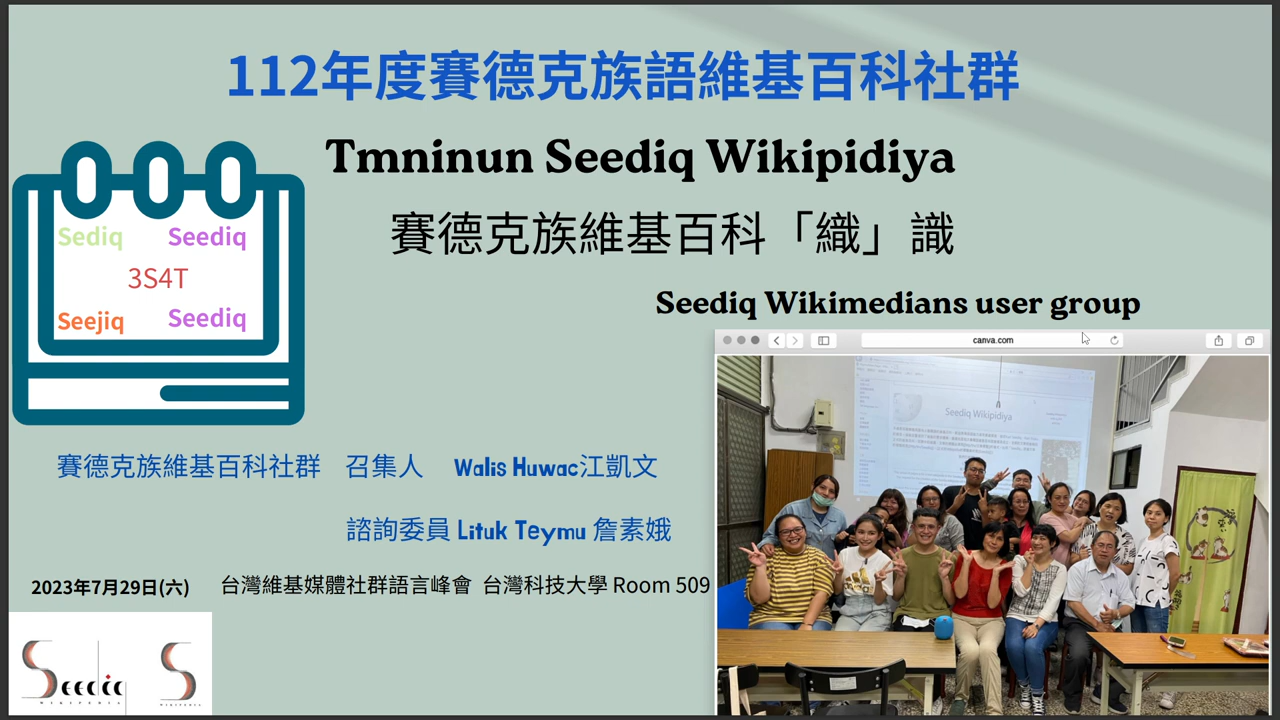 112年度賽德克族語維基百科社群
Tmninun Seediq Wikipidiya
賽德克族維基百科「織」識
Seediq Wikimedians user group
Sediq Seediq
3S4T
Seejiq Seediq
canva.com
Seediq Wikipidiya
賽德克族維基百科社群 召集人 Walis Huwac江凱文
諮詢委員 Lituk Teymu 詹素娥
2023年7月29日(六) 台灣維基媒體社群語言峰會 台灣科技大學 Room 509
Seediq S
WIKIPEDIA WIKIPEDIA